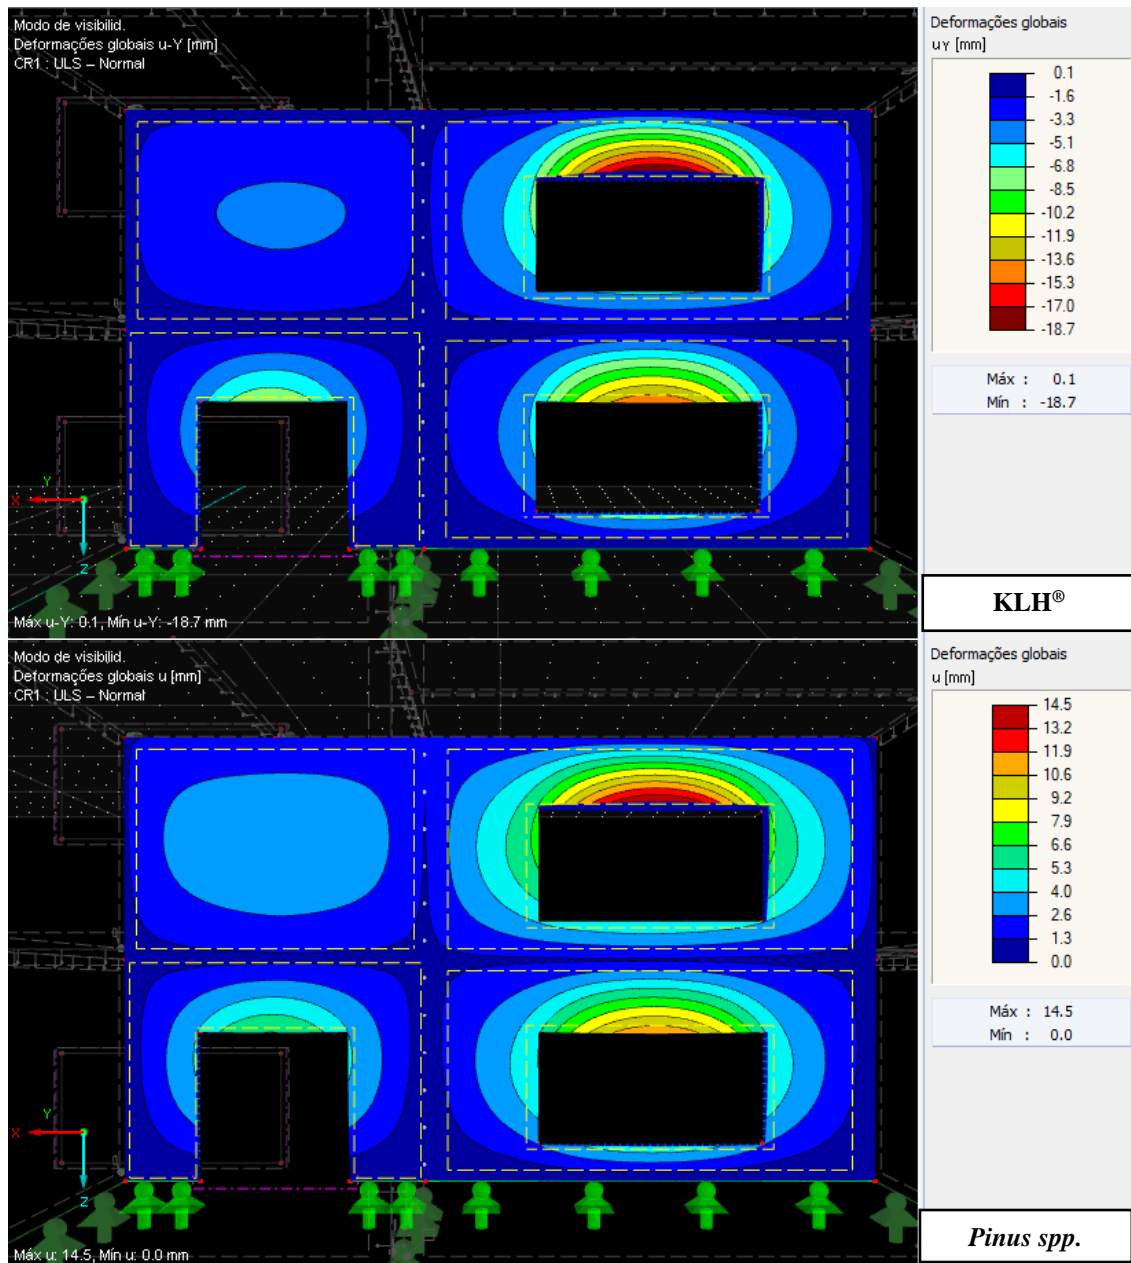 Modo de visibilid.
Deformações globais u-Y [mm]
CR1 : ULS – Normal
X
Y
Z
Máx u-Y: 0.1, Mín u-Y: -18.7 mm
Deformações globais
uY [mm]
0.1
-1.6
-3.3
-5.1
-6.8
-8.5
-10.2
-11.9
-13.6
-15.3
-17.0
-18.7
Máx : 0.1
Mín : -18.7
KLH®
Modo de visibilid.
Deformações globais u [mm]
CR1 : ULS – Normal
Y
X
Z
Máx u: 14.5, Mín u: 0.0 mm
Deformações globais
u [mm]
14.5
13.2
11.9
10.6
9.2
7.9
6.6
5.3
4.0
2.6
1.3
0.0
Máx : 14.5
Mín : 0.0
Pinus spp.